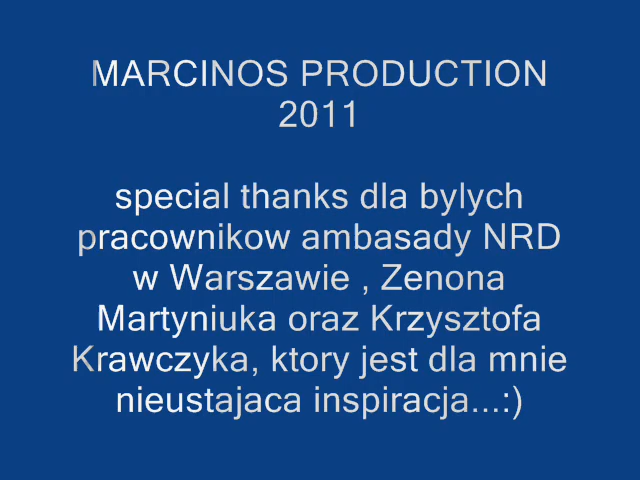 MARCINOS PRODUCTION
2011
special thanks dla bylych
pracownikow ambasady NRD
w Warszawie , Zenona
Martyniuka oraz Krzysztofa
Krawczyka, ktory jest dla mnie
nieustajaca inspiracja...:)